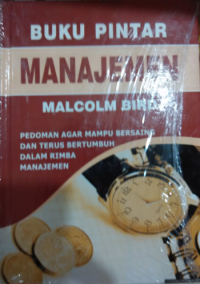 BUKU PINTAR
MANAJEMEN
MALCOLM BIRD
PEDOMAN AGAR MAMPU BERSAING
DAN TERUS BERTUMBUH
DALAM RIMBA
MANAJEMEN